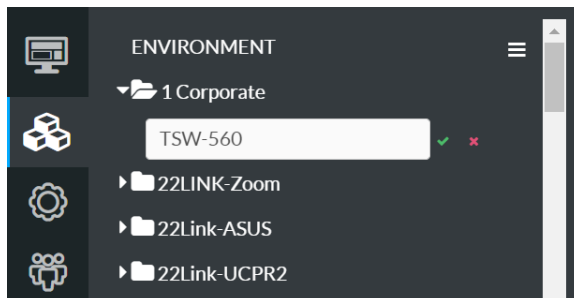 ENVIRONMENT
1 Corporate
TSW-560
22LINK-Zoom
22Link-ASUS
22Link-UCPR2